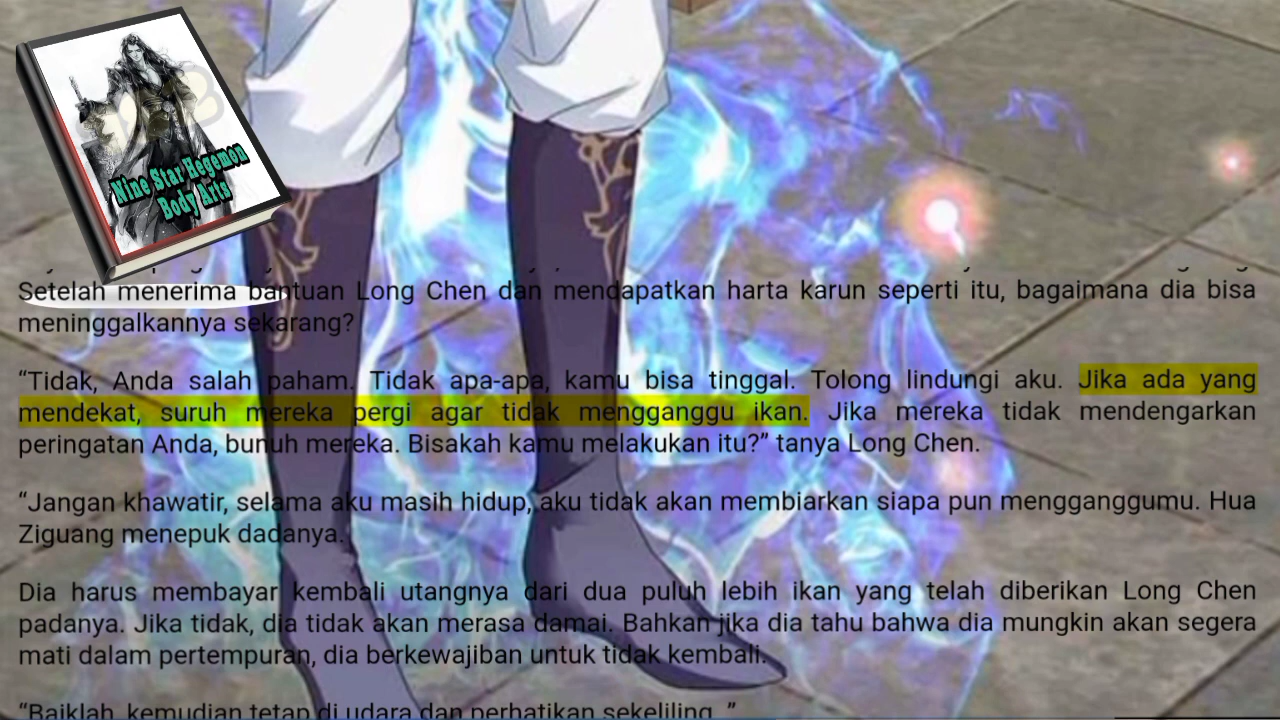 Nine Star Hegemon
Body Arts
Setelah menerima bantuan Long Chen dan mendapatkan harta karun seperti itu, bagaimana dia bisa
meninggalkannya sekarang?
“Tidak, Anda salah paham. Tidak apa-apa, kamu bisa tinggal. Tolong lindungi aku. Jika ada yang
mendekat, suruh mereka pergi agar tidak mengganggu ikan. Jika mereka tidak mendengarkan
peringatan Anda, bunuh mereka. Bisakah kamu melakukan itu?” tanya Long Chen.
“Jangan khawatir, selama aku masih hidup, aku tidak akan membiarkan siapa pun mengganggumu. Hua
Ziguang menepuk dadanya.
Dia harus membayar kembali utangnya dari dua puluh lebih ikan yang telah diberikan Long Chen
padanya. Jika tidak, dia tidak akan merasa damai. Bahkan jika dia tahu bahwa dia mungkin akan segera
mati dalam pertempuran, dia berkewajiban untuk tidak kembali.
“Baiklah, kemudian tetap di udara dan perhatikan sekeliling. ”